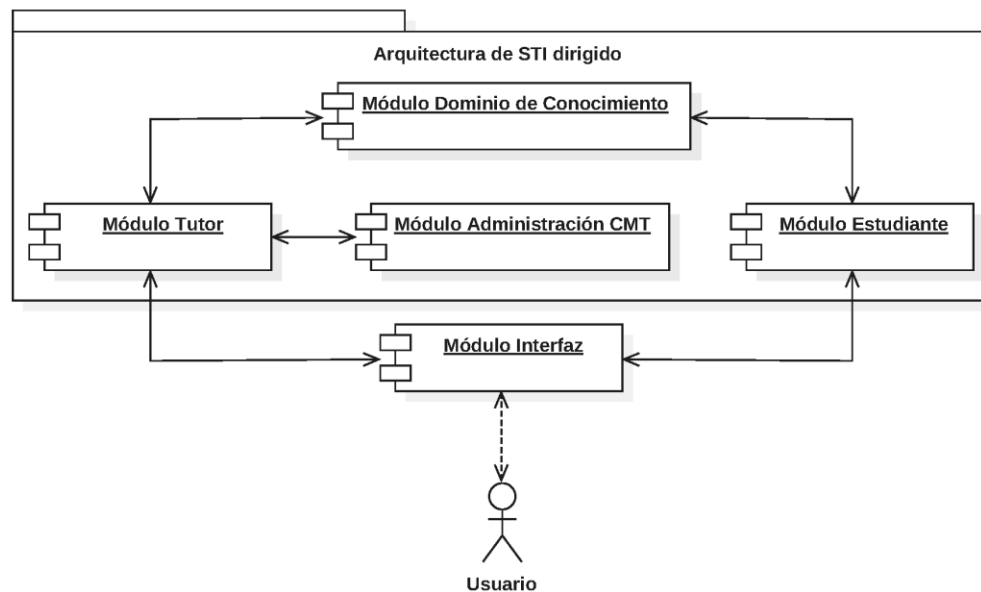 Arquitectura de STI dirigido
Módulo Dominio de Conocimiento
Módulo Tutor
Módulo Administración CMT
Módulo Estudiante
Módulo Interfaz
Usuario